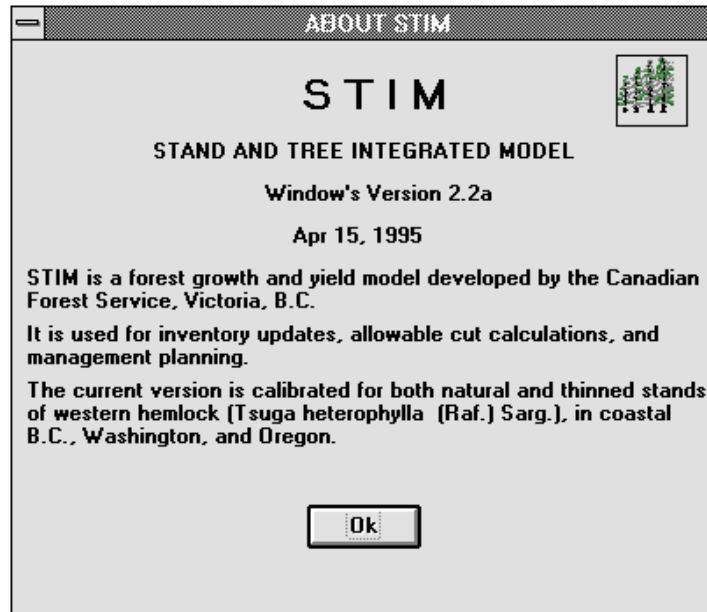 ABOUT STIM
STIM
STAND AND TREE INTEGRATED MODEL
Window's Version 2.2a
Apr 15, 1995
STIM is a forest growth and yield model developed by the Canadian
Forest Service, Victoria, B.C.
It is used for inventory updates, allowable cut calculations, and
management planning.
The current version is calibrated for both natural and thinned stands
of western hemlock (Tsuga heterophylla (Raf.) Sarg.), in coastal
B.C., Washington, and Oregon.
Ok